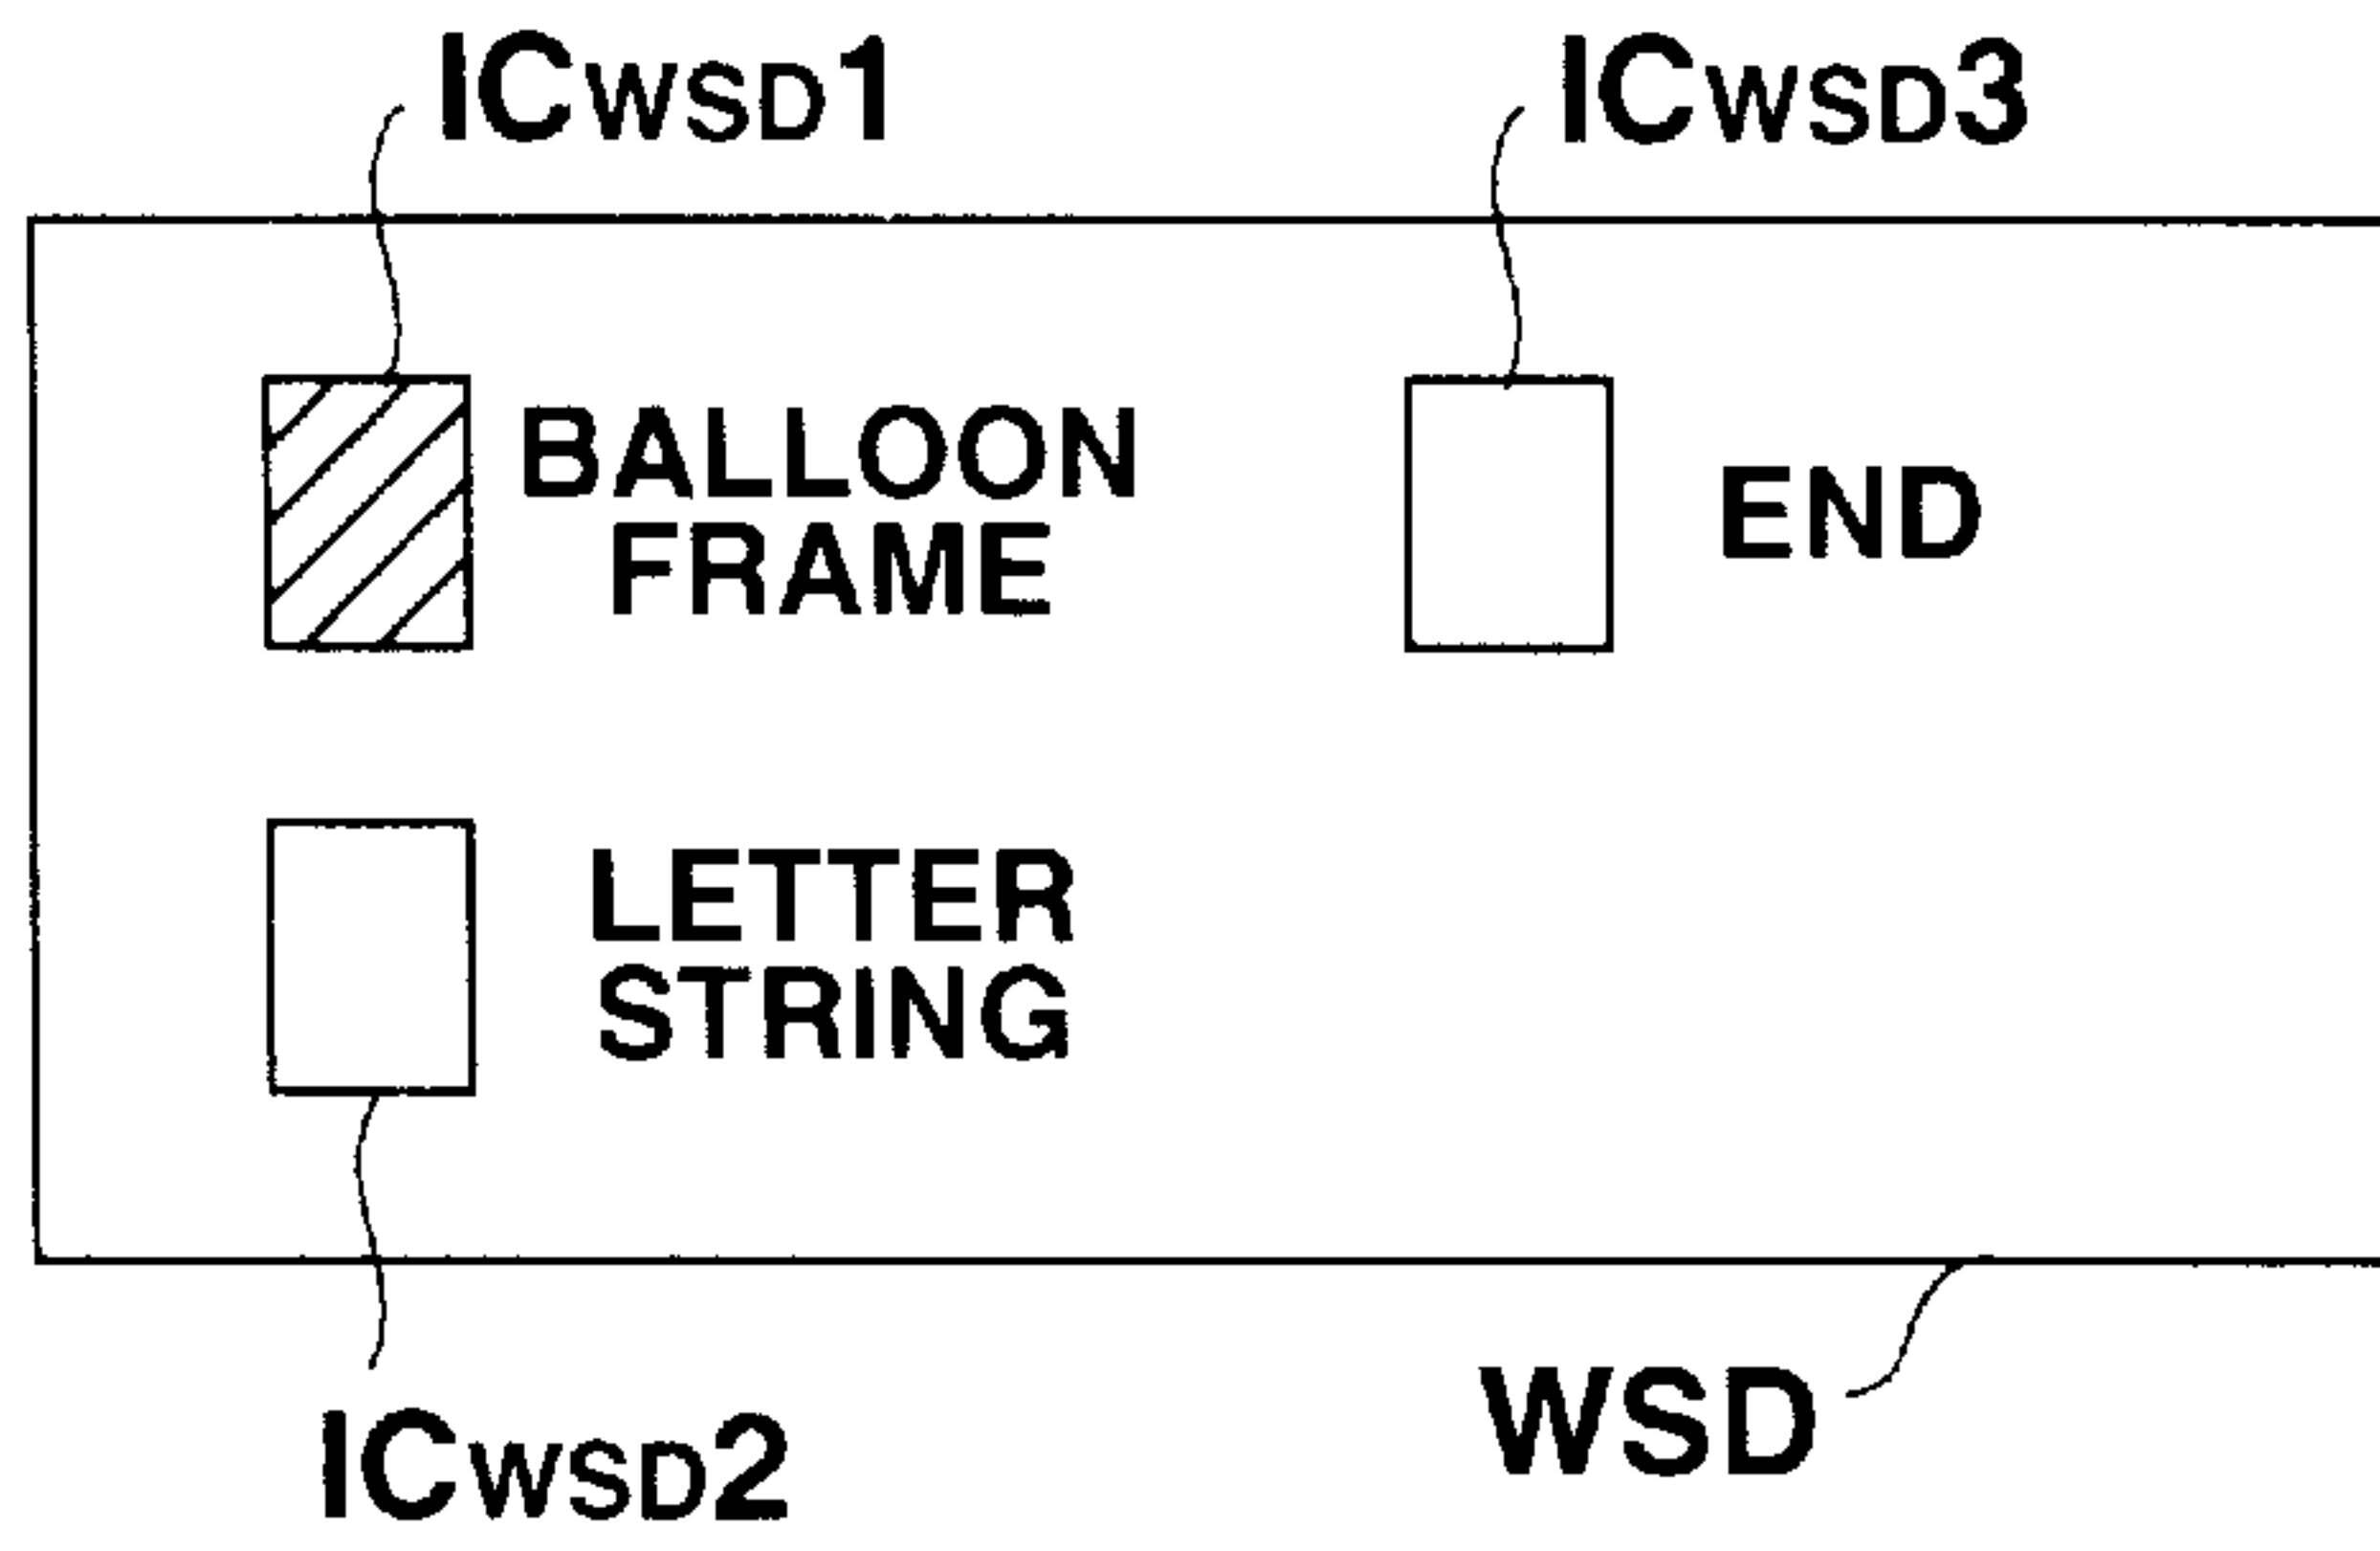 ICWSD1
ICWSD3
BALLOON
FRAME
END
LETTER
STRING
ICWSD2
WSD